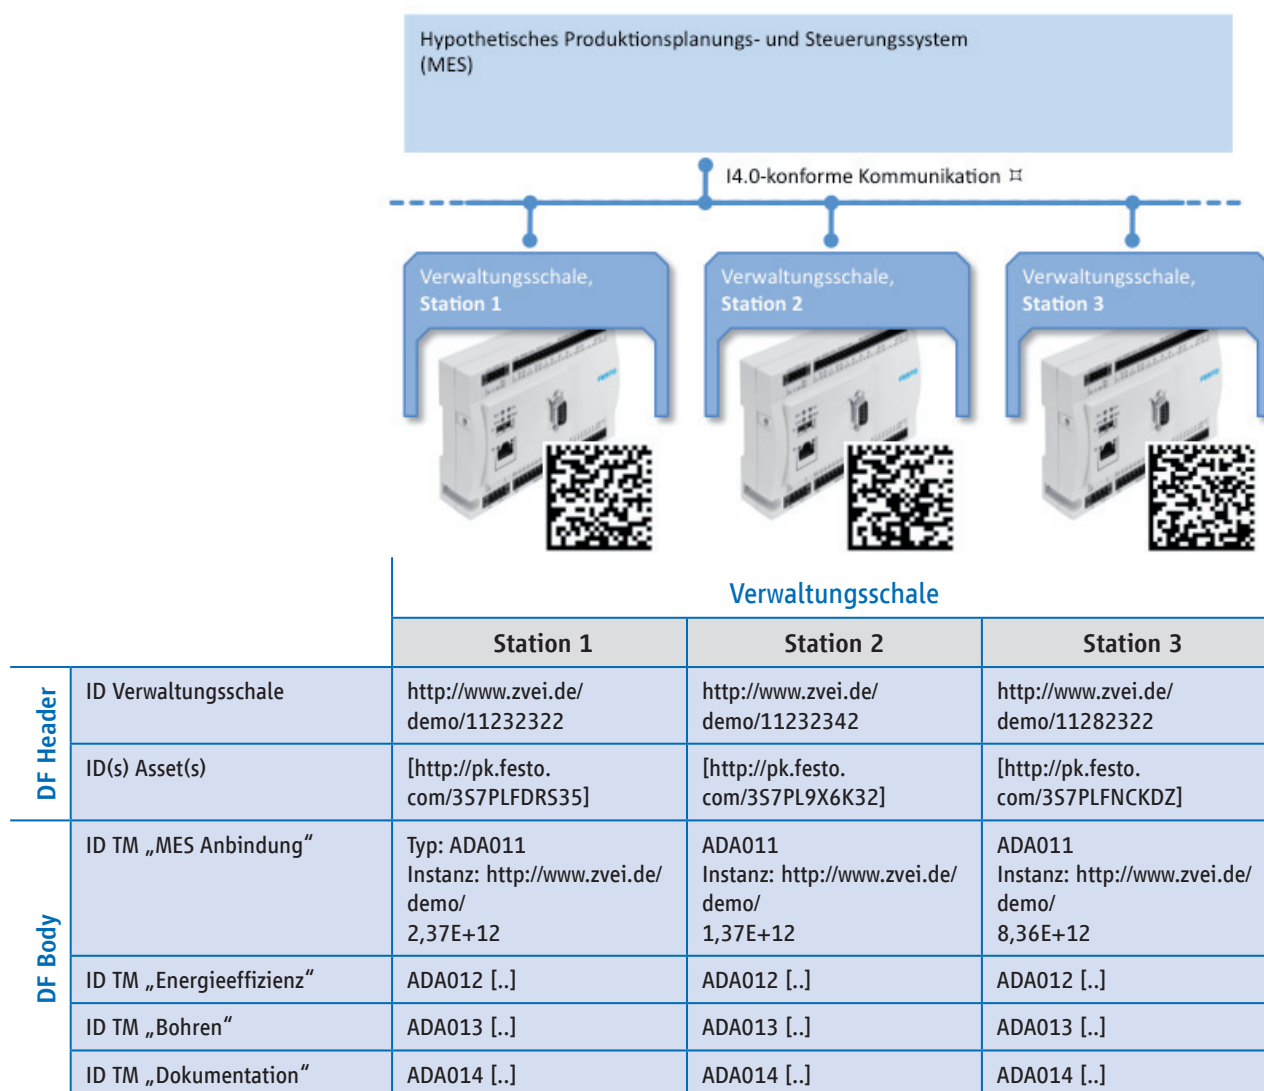 Hypothetisches Produktionsplanungs- und Steuerungssystem
(MES)
I4.0-konforme Kommunikation ¤
Verwaltungsschale,
Station 1
Verwaltungsschale,
Station 2
Verwaltungsschale,
Station 3
FESTO
FESTO
FESTO
Verwaltungsschale
Station 1
Station 2
Station 3
DF Header
ID Verwaltungsschale
http://www.zvei.de/
demo/11232322
http://www.zvei.de/
demo/11232342
http://www.zvei.de/
demo/11282322
ID(s) Asset(s)
[http://pk.festo.
com/3S7PLFDRS35]
[http://pk.festo.
com/3S7PL9X6K32]
[http://pk.festo.
com/3S7PLFNCKDZ]
DF Body
ID TM „MES Anbindung“
Typ: ADA011
Instanz: http://www.zvei.de/
demo/
2,37E+12
ADA011
Instanz: http://www.zvei.de/
demo/
1,37E+12
ADA011
Instanz: http://www.zvei.de/
demo/
8,36E+12
ID TM „Energieeffizienz“
ADA012 [..]
ADA012 [..]
ADA012 [..]
ID TM „Bohren“
ADA013 [..]
ADA013 [..]
ADA013 [..]
ID TM „Dokumentation“
ADA014 [..]
ADA014 [..]
ADA014 [..]